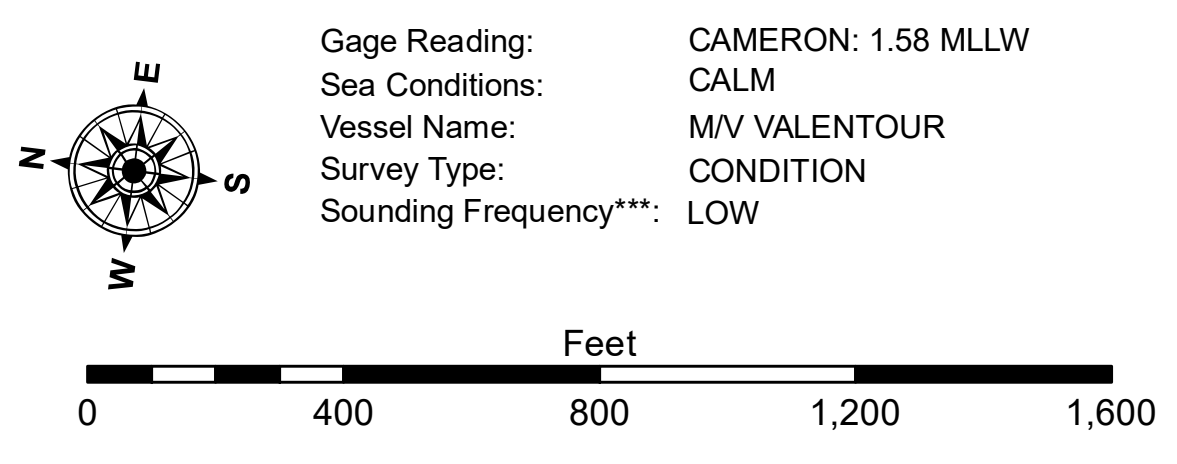 E
N
S
W
Gage Reading: CAMERON: 1.58 MLLW
Sea Conditions: CALM
Vessel Name: M/V VALENTOUR
Survey Type: CONDITION
Sounding Frequency***: LOW
Feet
0 400 800 1,200 1,600